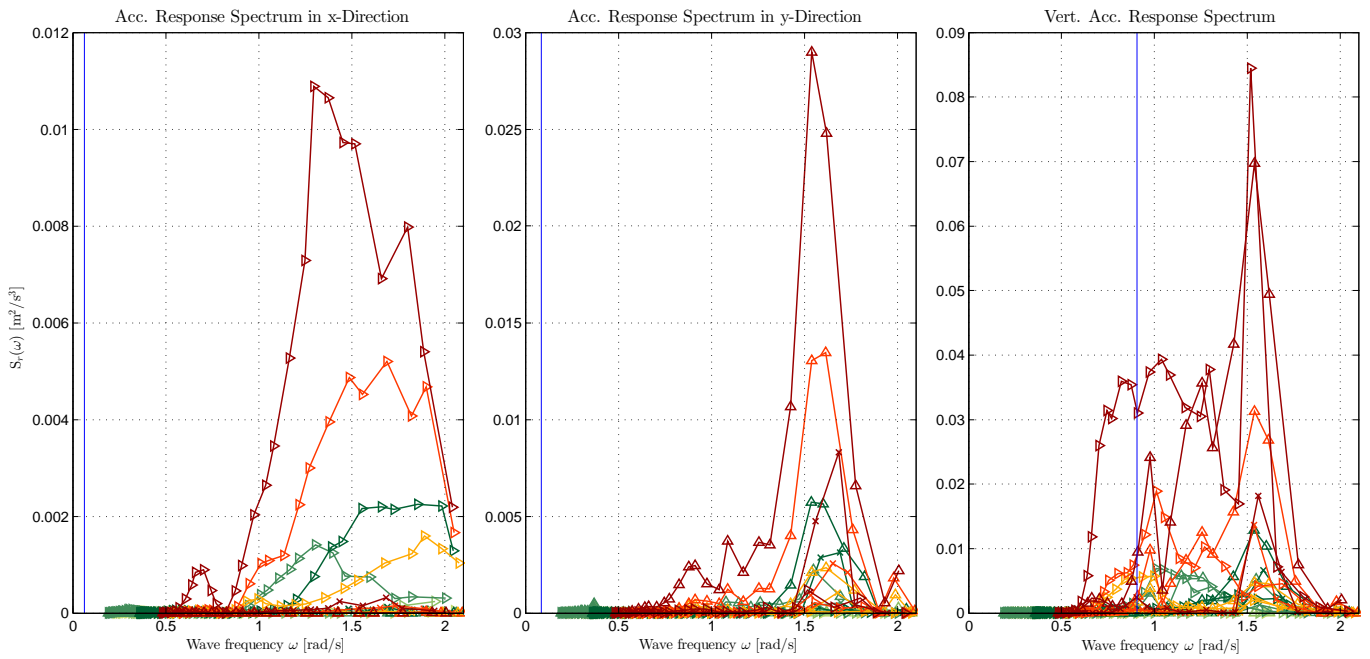 Acc. Response Spectrum in x-Direction
0.012
0.01
0.008
0.006
0.004
0.002
0
S_r(ω) [m²/s³]
0 0.5 1 1.5 2
Wave frequency ω [rad/s]
Acc. Response Spectrum in y-Direction
0.03
0.025
0.02
0.015
0.01
0.005
0
0 0.5 1 1.5 2
Wave frequency ω [rad/s]
Vert. Acc. Response Spectrum
0.09
0.08
0.07
0.06
0.05
0.04
0.03
0.02
0.01
0
0 0.5 1 1.5 2
Wave frequency ω [rad/s]